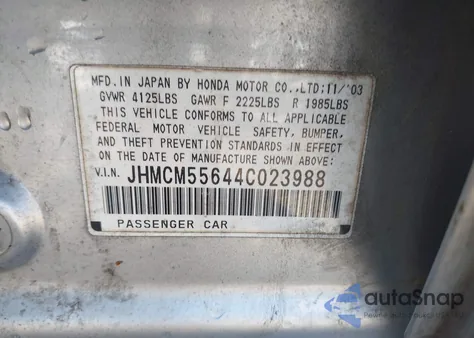 MFD. IN JAPAN BY HONDA MOTOR CO.,LTD;11/'03
GVWR 4125LBS GAWR F 2225LBS R 1985LBS
THIS VEHICLE CONFORMS TO ALL APPLICABLE
FEDERAL MOTOR VEHICLE SAFETY, BUMPER,
AND THEFT PREVENTION STANDARDS IN EFFECT
ON THE DATE OF MANUFACTURE SHOWN ABOVE:
V.I.N. JHMCM55644C023988
PASSENGER CAR
autoSnap